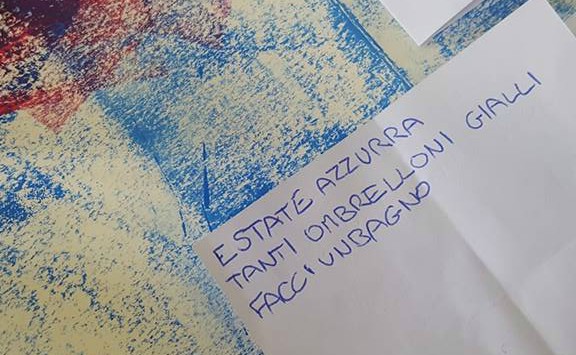 ESTATE AZZURRA
TANTI OMBRELLONI GIALLI
FACCI UN BAGNO